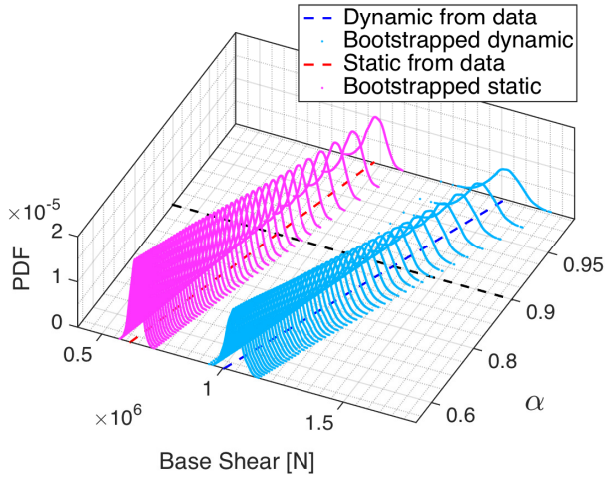 Dynamic from data
Bootstrapped dynamic
Static from data
Bootstrapped static
×10⁻⁵
2
1
0
PDF
0.5
1
1.5
×10⁶
Base Shear [N]
0.95
0.9
0.8
0.6
α